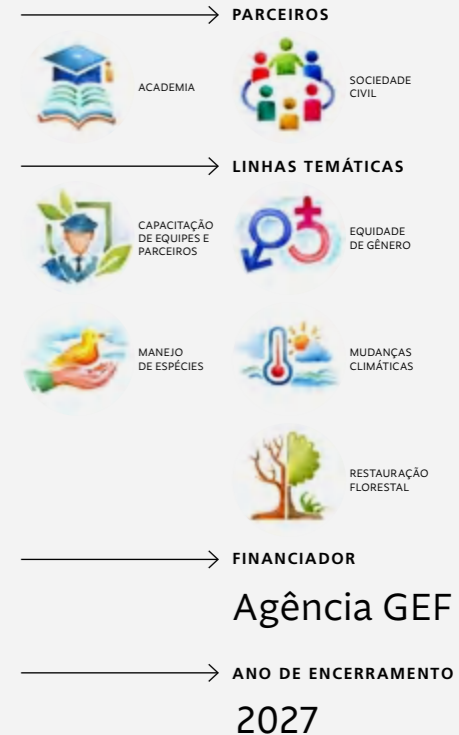 PARCEIROS
ACADEMIA
SOCIEDADE
CIVIL
LINHAS TEMÁTICAS
CAPACITAÇÃO
DE EQUIPES E
PARCEIROS
EQUIDADE
DE GÊNERO
MANEJO
DE ESPÉCIES
MUDANÇAS
CLIMÁTICAS
RESTAURAÇÃO
FLORESTAL
FINANCIADOR
Agência GEF
ANO DE ENCERRAMENTO
2027